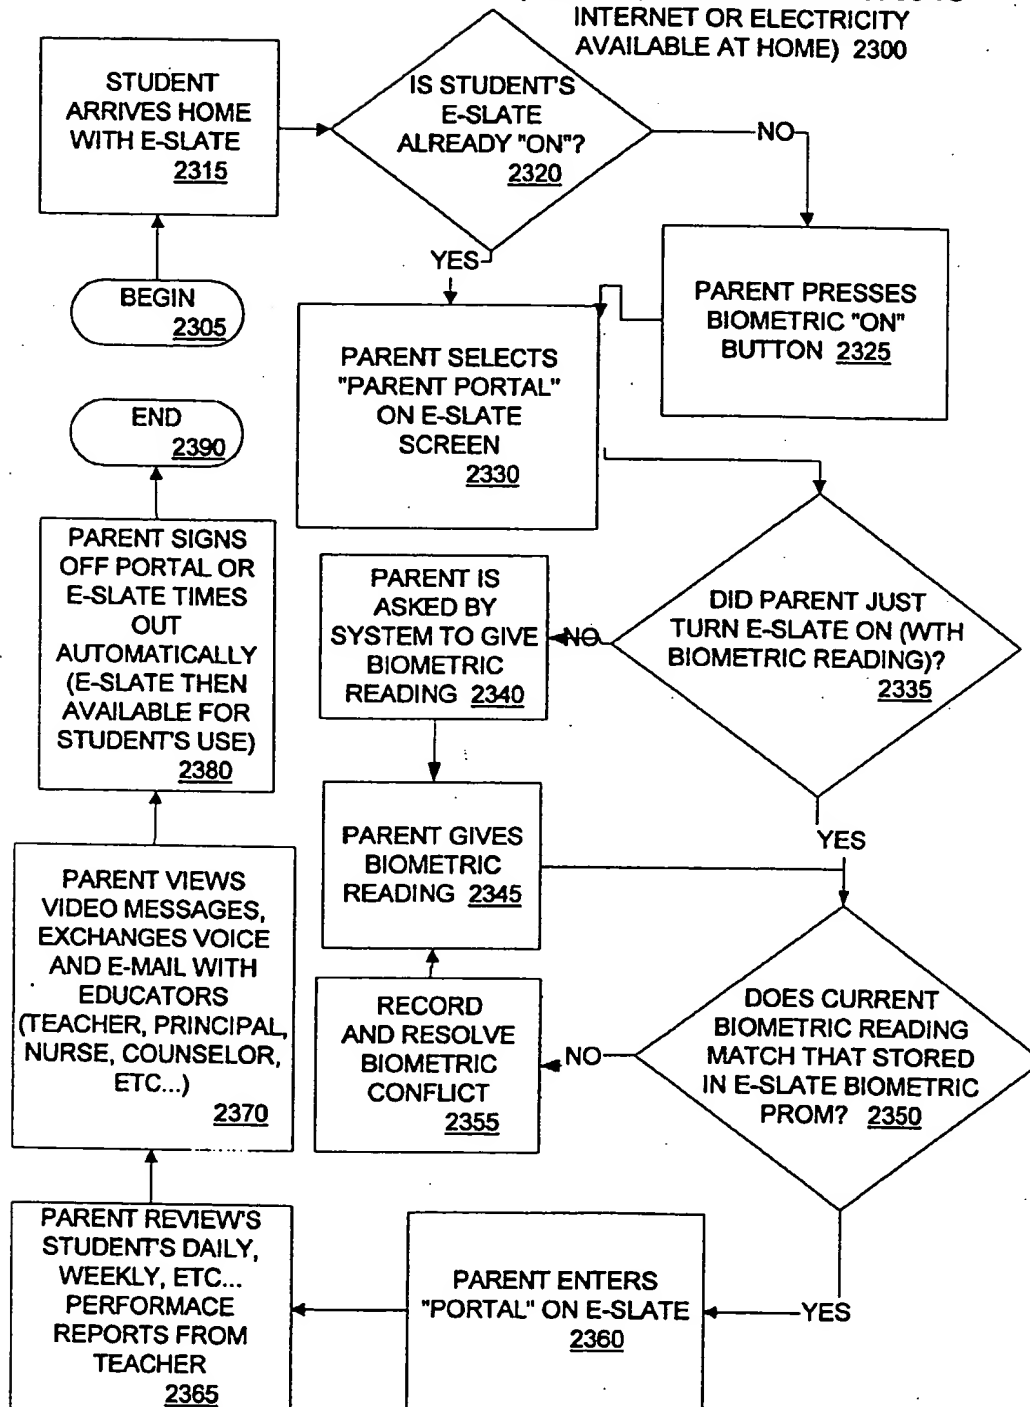 INTERNET OR ELECTRICITY
AVAILABLE AT HOME) 2300
STUDENT
ARRIVES HOME
WITH E-SLATE
2315
IS STUDENT'S
E-SLATE
ALREADY "ON"?
2320
NO
YES
BEGIN
2305
PARENT PRESSES
BIOMETRIC "ON"
BUTTON 2325
PARENT SELECTS
"PARENT PORTAL"
ON E-SLATE
SCREEN
2330
END
2390
PARENT SIGNS
OFF PORTAL OR
E-SLATE TIMES
OUT
AUTOMATICALLY
(E-SLATE THEN
AVAILABLE FOR
STUDENT'S USE)
2380
PARENT IS
ASKED BY
SYSTEM TO GIVE
BIOMETRIC
READING 2340
NO
DID PARENT JUST
TURN E-SLATE ON (WTH
BIOMETRIC READING)?
2335
YES
PARENT GIVES
BIOMETRIC
READING 2345
PARENT VIEWS
VIDEO MESSAGES,
EXCHANGES VOICE
AND E-MAIL WITH
EDUCATORS
(TEACHER, PRINCIPAL,
NURSE, COUNSELOR,
ETC...)
2370
RECORD
AND RESOLVE
BIOMETRIC
CONFLICT
2355
NO
DOES CURRENT
BIOMETRIC READING
MATCH THAT STORED
IN E-SLATE BIOMETRIC
PROM? 2350
YES
PARENT REVIEW'S
STUDENT'S DAILY,
WEEKLY, ETC...
PERFORMACE
REPORTS FROM
TEACHER
2365
PARENT ENTERS
"PORTAL" ON E-SLATE
2360